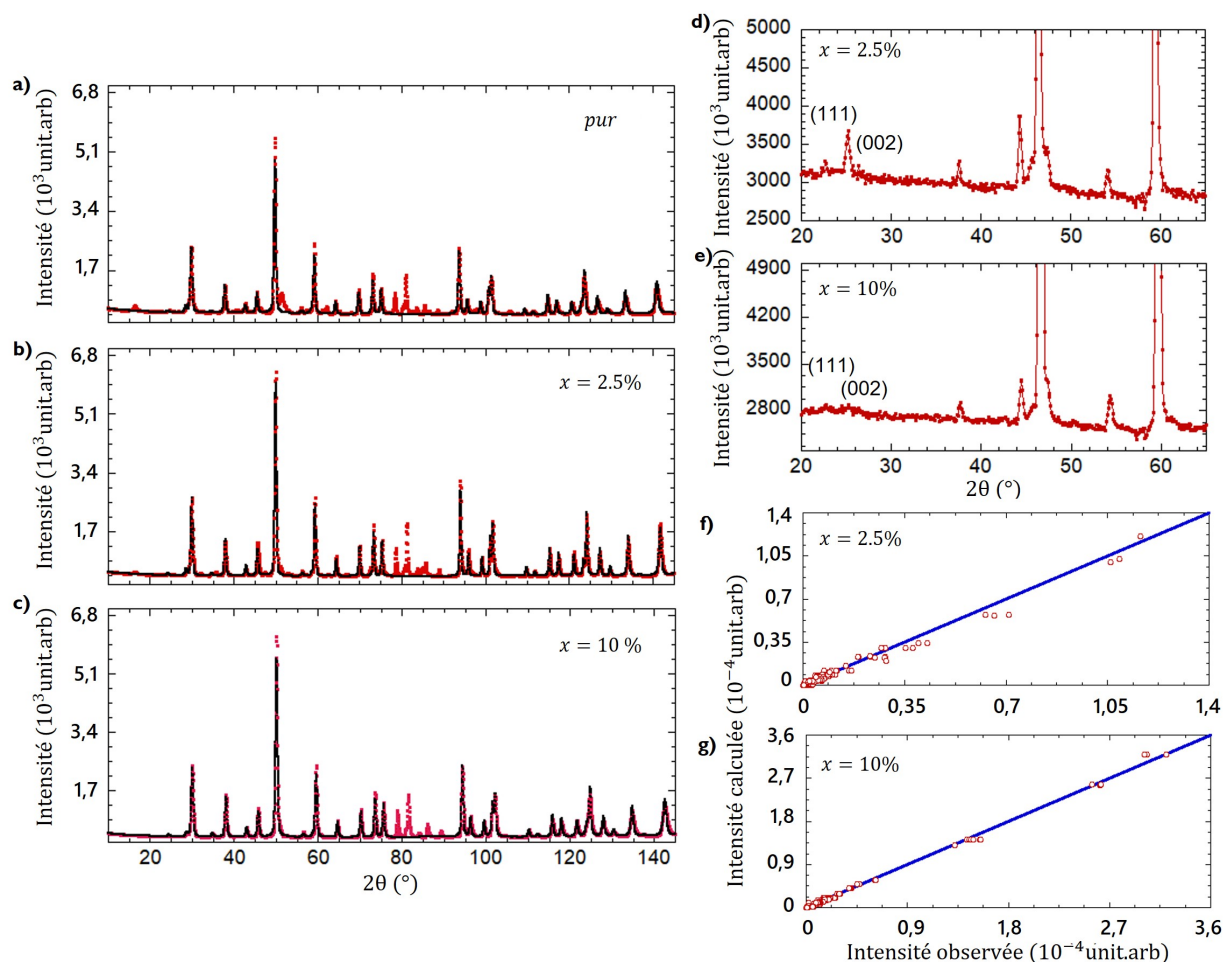 a)
pur
6,8
5,1
3,4
1,7
Intensité (10³unit.arb)
b)
x = 2.5%
6,8
5,1
3,4
1,7
Intensité (10³unit.arb)
c)
x = 10 %
6,8
5,1
3,4
1,7
Intensité (10³unit.arb)
20 40 60 80 100 120 140
2θ (°)
d)
x = 2.5%
5000
4500
4000
3500
3000
2500
(111)
(002)
Intensité (10³unit.arb)
20 30 40 50 60
e)
x = 10%
4900
4200
3500
2800
(111)
(002)
Intensité (10³unit.arb)
20 30 40 50 60
2θ (°)
f)
x = 2.5%
1,4
1,05
0,7
0,35
0
0 0,35 0,7 1,05 1,4
g)
x = 10%
3,6
2,7
1,8
0,9
0
0,9 1,8 2,7 3,6
0
Intensité calculée (10⁻⁴unit.arb)
Intensité observée (10⁻⁴unit.arb)